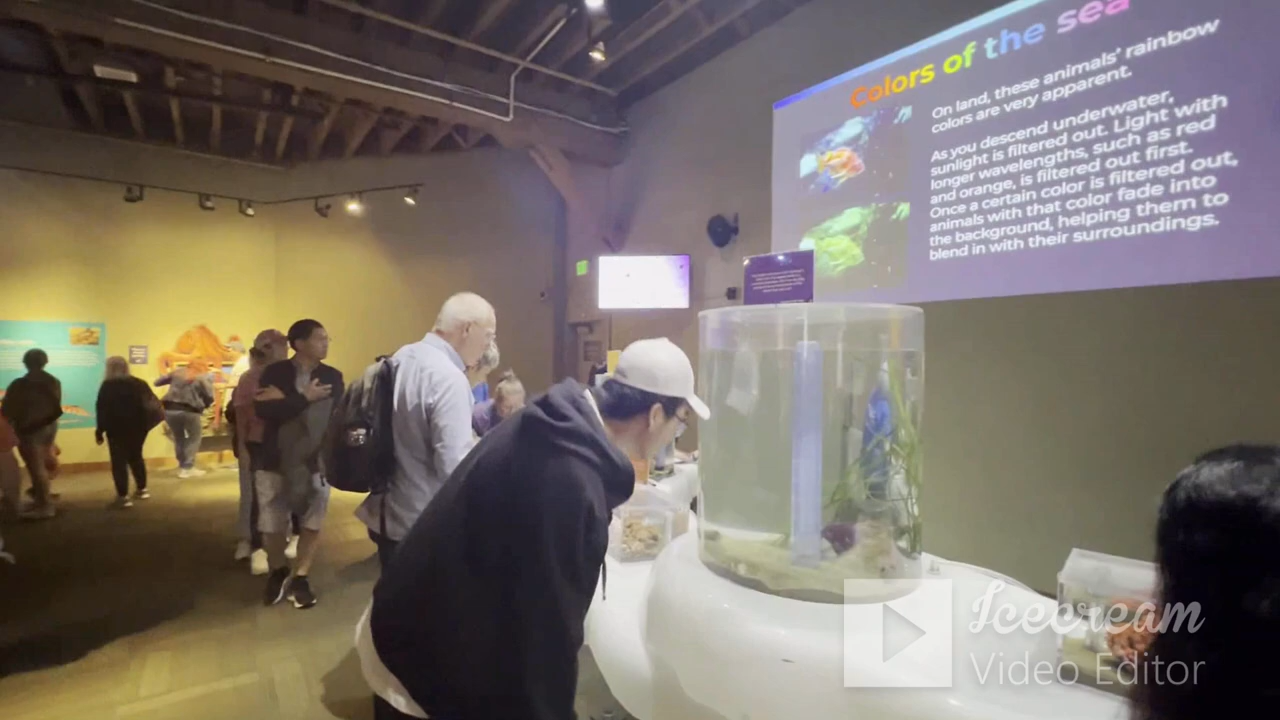 Colors of the sea
On land, these animals' rainbow
colors are very apparent.
As you descend underwater,
sunlight is filtered out. Light with
longer wavelengths, such as red
and orange, is filtered out first.
Once a certain color is filtered out,
animals with that color fade into
the background, helping them to
blend in with their surroundings.
Icecream
Video Editor